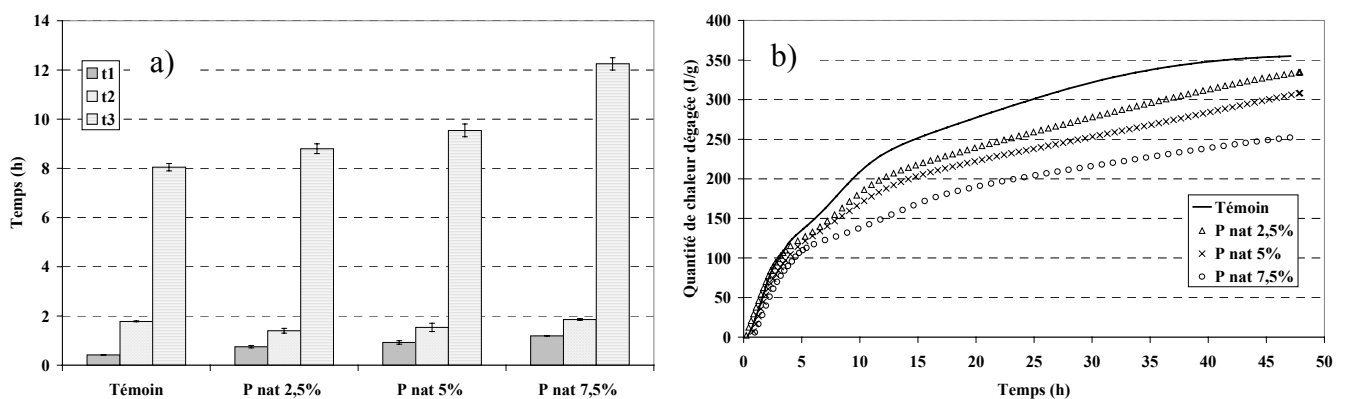 a)
Temps (h)
14
12
10
8
6
4
2
0
t1
t2
t3
Témoin P nat 2,5% P nat 5% P nat 7,5%
b)
Quantité de chaleur dégagée (J/g)
400
350
300
250
200
150
100
50
0
Témoin
P nat 2,5%
P nat 5%
P nat 7,5%
0 5 10 15 20 25 30 35 40 45 50
Temps (h)